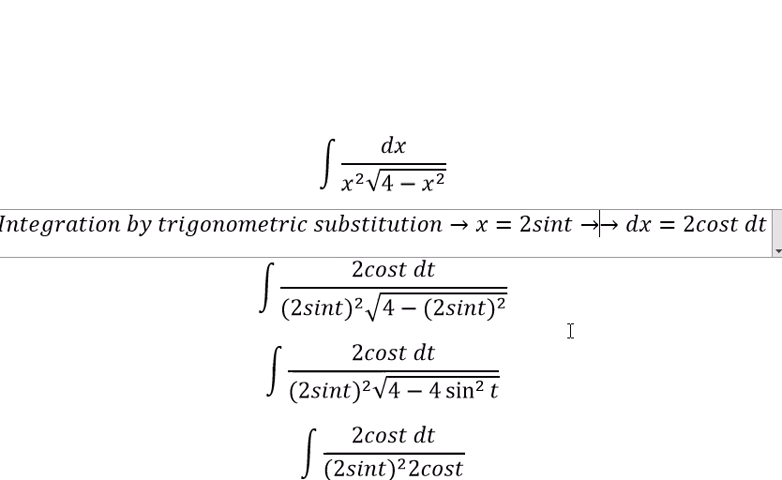 ∫ dx / x²√4 − x²
Integration by trigonometric substitution → x = 2sint →→ dx = 2cost dt
∫ 2cost dt / (2sint)²√4 − (2sint)²
∫ 2cost dt / (2sint)²√4 − 4 sin² t
∫ 2cost dt / (2sint)²2cost